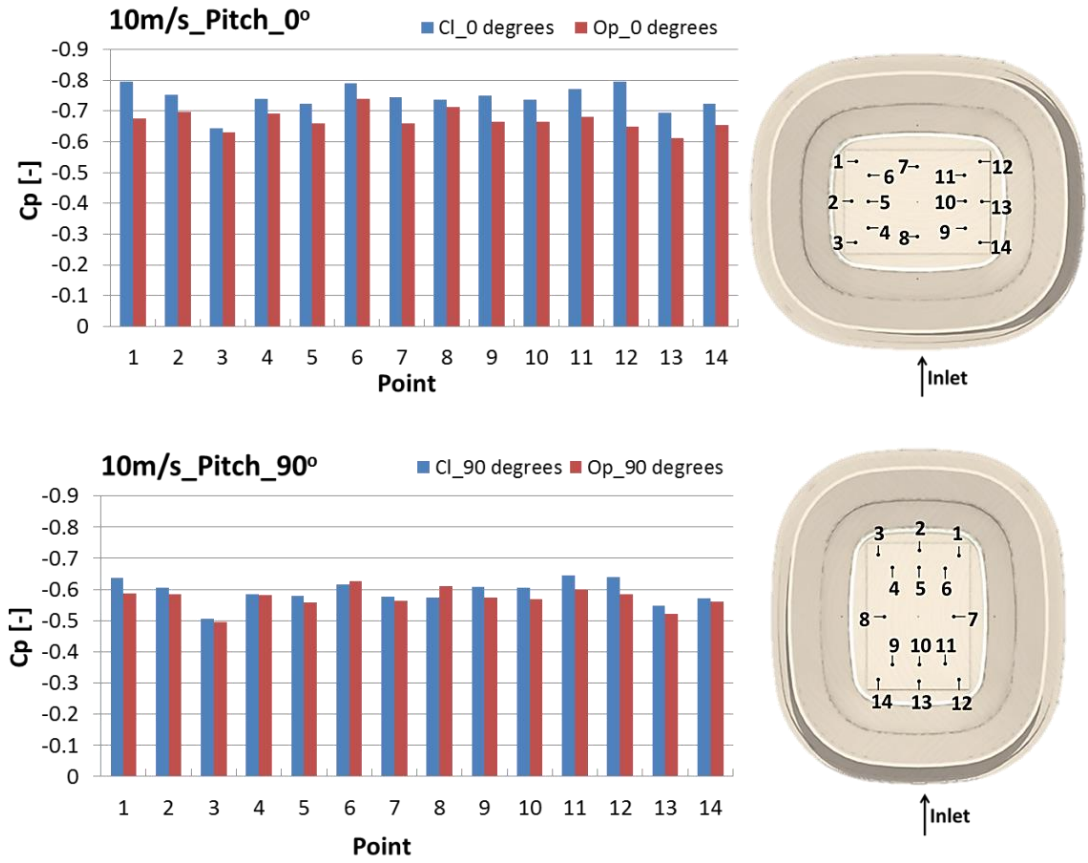 10m/s_Pitch_0º
Cl_0 degrees Op_0 degrees
-0.9
-0.8
-0.7
-0.6
-0.5
-0.4
-0.3
-0.2
-0.1
0
Cp [-]
1 2 3 4 5 6 7 8 9 10 11 12 13 14
Point
1 7 12
6 11
2 5 10 13
4 8 9
3 14
Inlet
10m/s_Pitch_90º
Cl_90 degrees Op_90 degrees
-0.9
-0.8
-0.7
-0.6
-0.5
-0.4
-0.3
-0.2
-0.1
0
Cp [-]
1 2 3 4 5 6 7 8 9 10 11 12 13 14
Point
3 2 1
4 5 6
8 7
9 10 11
14 13 12
Inlet